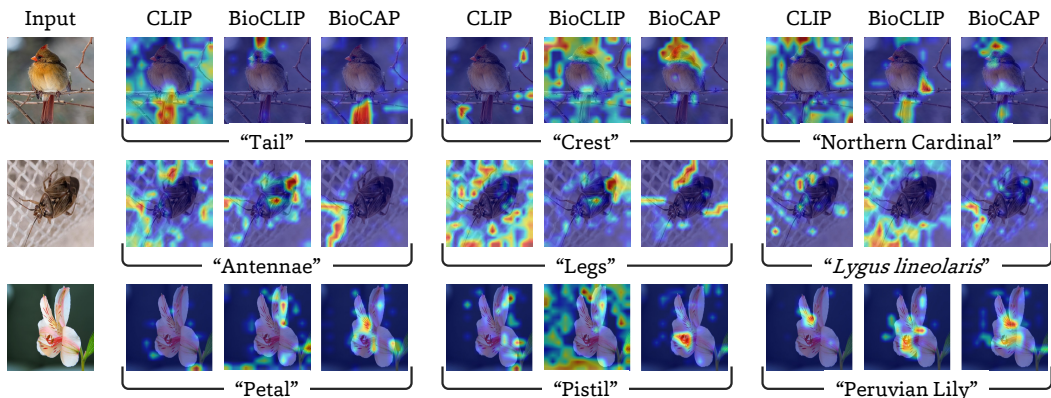 Input CLIP BioCLIP BioCAP CLIP BioCLIP BioCAP CLIP BioCLIP BioCAP
“Tail” “Crest” “Northern Cardinal”
“Antennae” “Legs” “Lygus lineolaris”
“Petal” “Pistil” “Peruvian Lily”